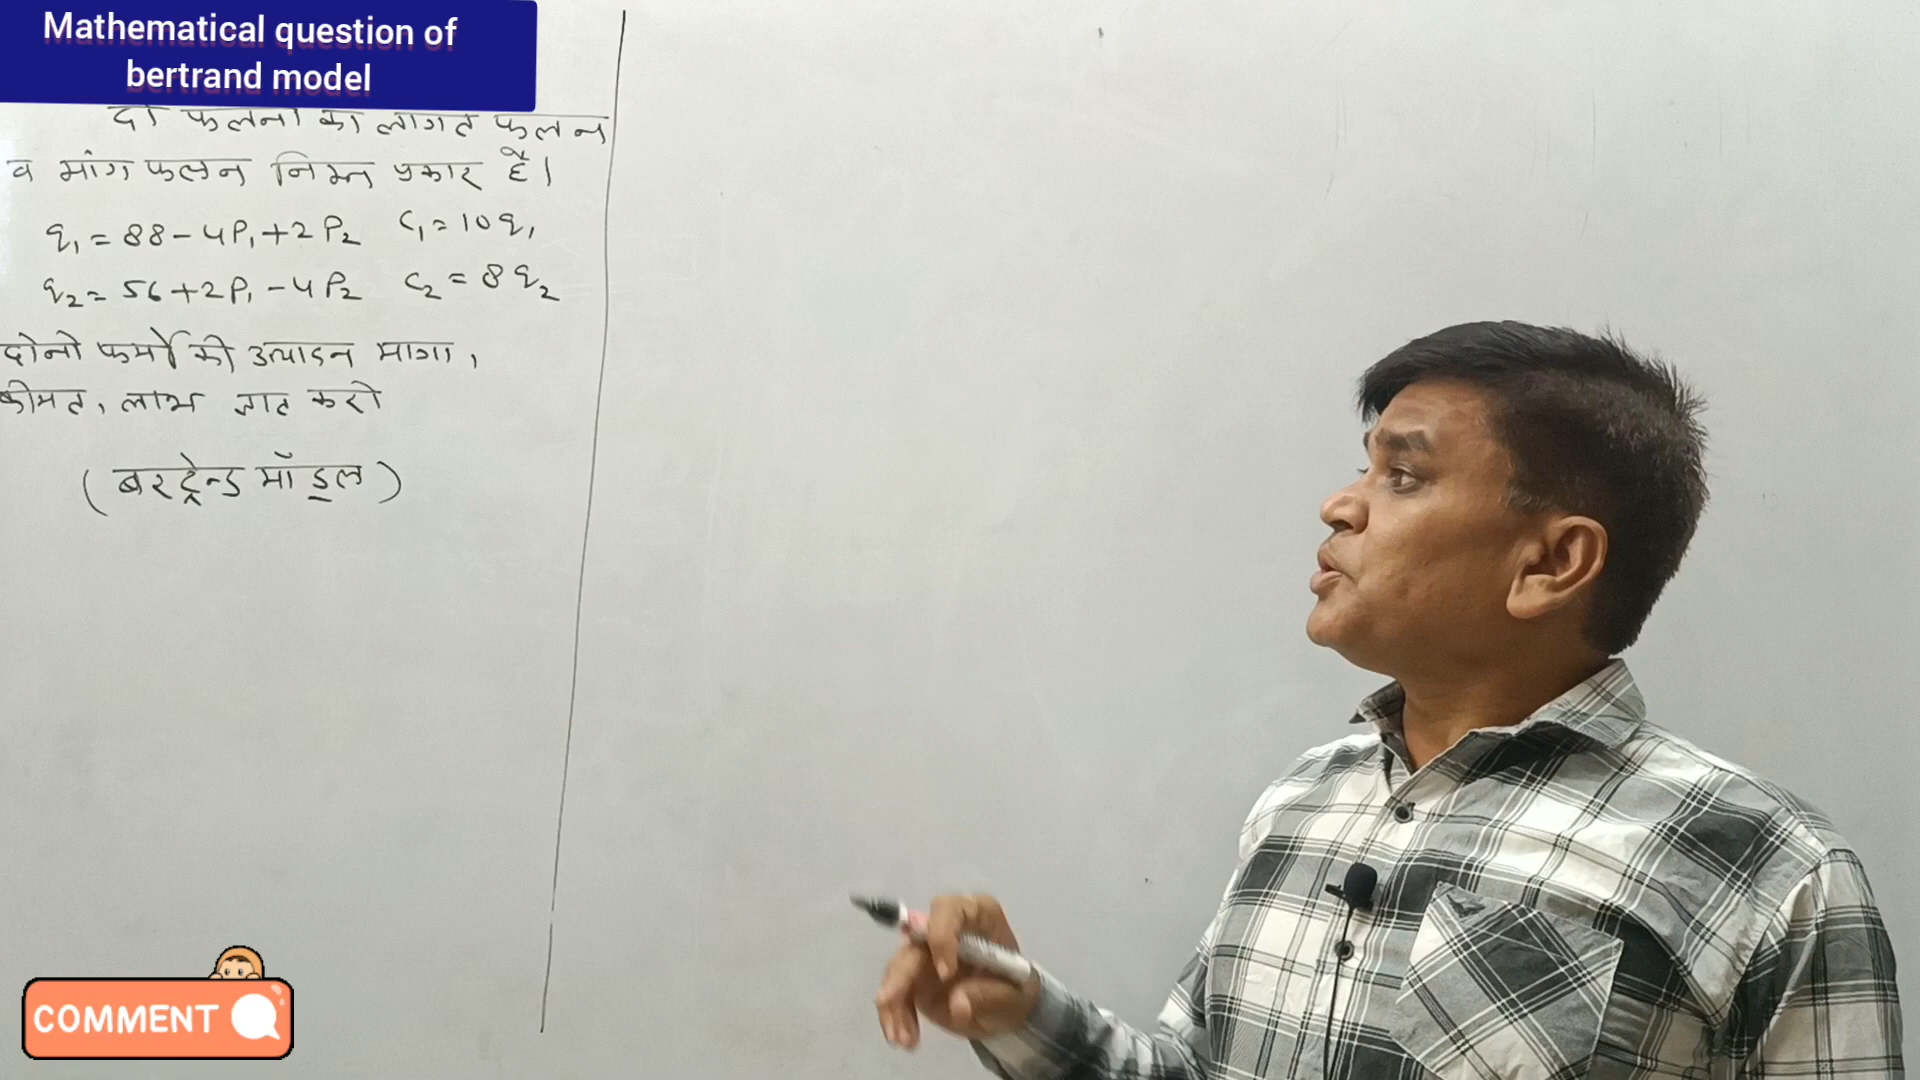 Mathematical question of
bertrand model
दो फलनो का लागत फलन
व मांग फलन निम्न प्रकार है।
q₁ = 88 - 4P₁ + 2P₂ C₁ = 10q₁
q₂ = 56 + 2P₁ - 4P₂ C₂ = 8q₂
दोनो फर्मो की उत्पादन मात्रा,
कीमत, लाभ ज्ञात करो
(बरट्रेन्ड मॉडल)
COMMENT